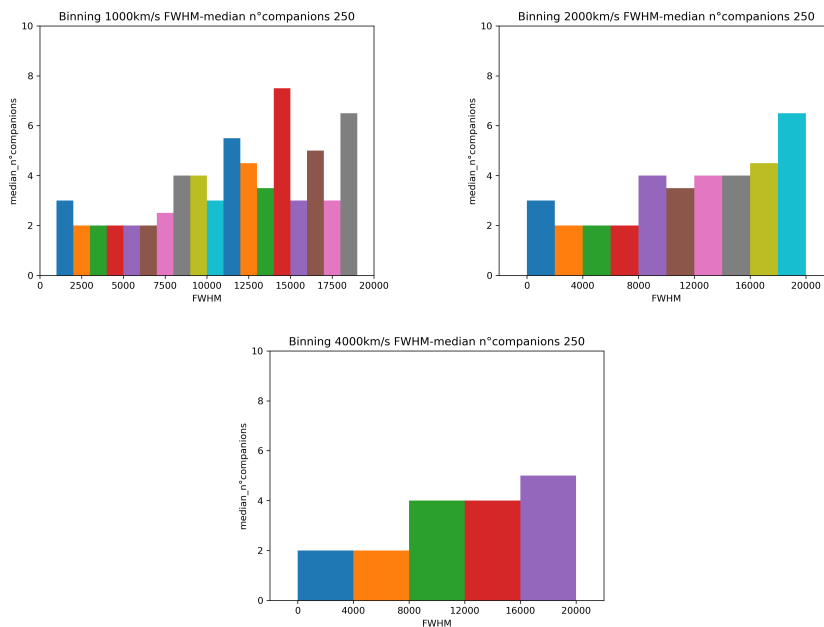 Binning 1000km/s FWHM-median n°companions 250
10
8
6
4
2
0
median_n°companions
0 2500 5000 7500 10000 12500 15000 17500 20000
FWHM
Binning 2000km/s FWHM-median n°companions 250
10
8
6
4
2
0
median_n°companions
0 4000 8000 12000 16000 20000
FWHM
Binning 4000km/s FWHM-median n°companions 250
10
8
6
4
2
0
median_n°companions
0 4000 8000 12000 16000 20000
FWHM